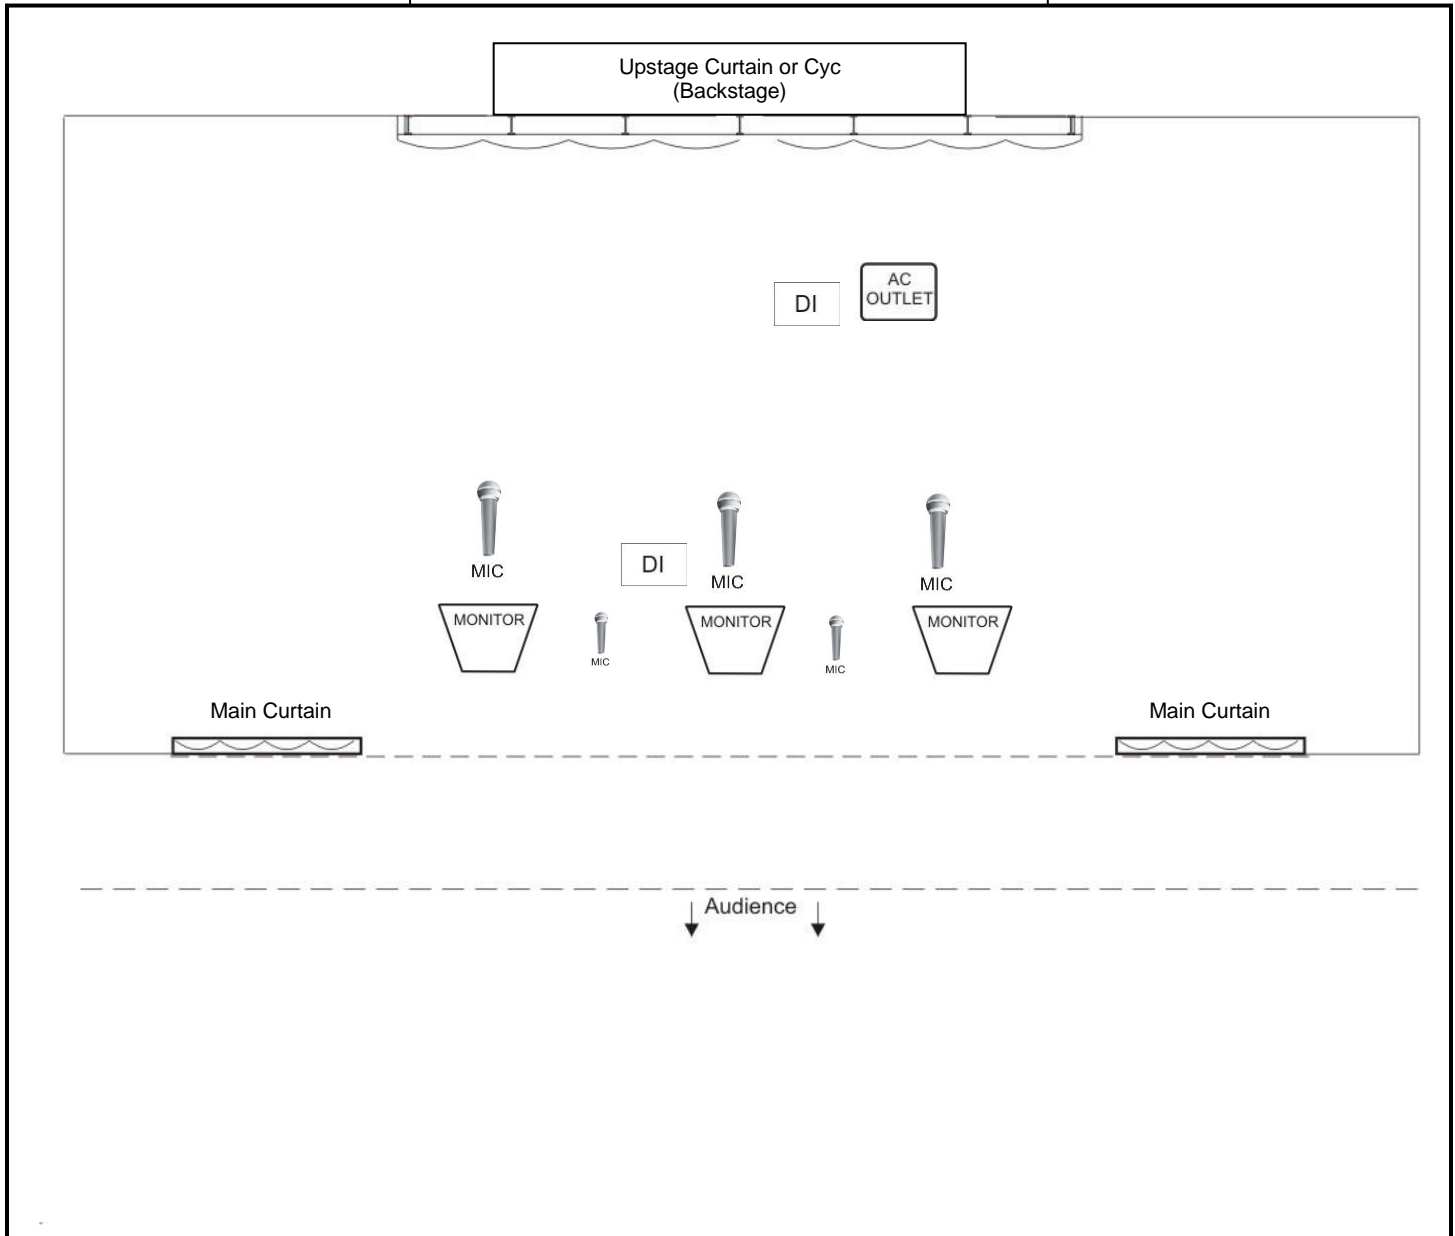 Upstage Curtain or Cyc
(Backstage)
DI
AC
OUTLET
MIC
DI
MIC
MIC
MONITOR
MIC
MONITOR
MIC
MONITOR
Main Curtain
Main Curtain
Audience